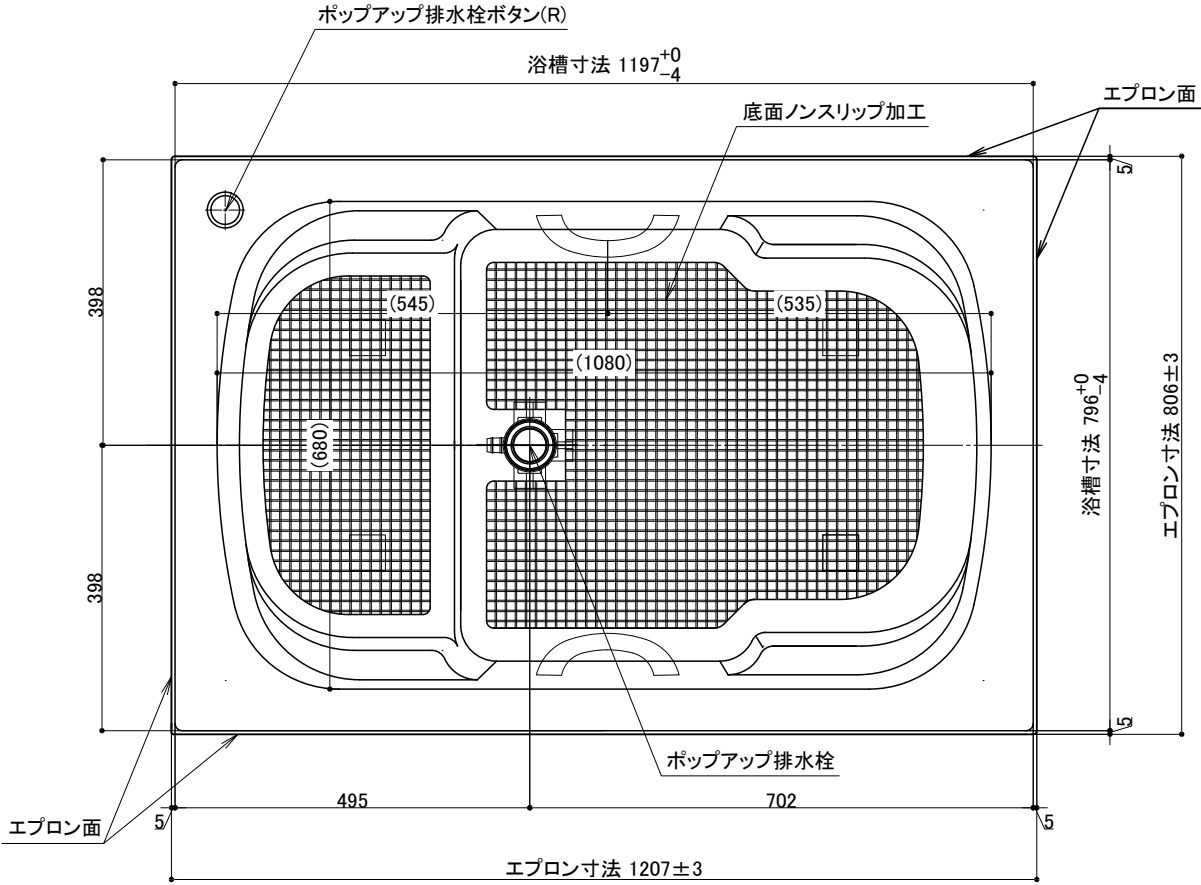 ポップアップ排水栓ボタン(R)
浴槽寸法 1197 +0 -4
エプロン面
底面ノンスリップ加工
5
398
(545)
(535)
(1080)
浴槽寸法 796 +0 -4
エプロン寸法 806±3
(680)
398
5
ポップアップ排水栓
495
702
5
5
エプロン面
エプロン寸法 1207±3